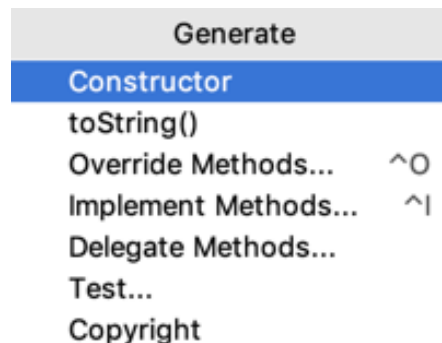 Generate
Constructor
toString()
Override Methods... ^O
Implement Methods... ^I
Delegate Methods...
Test...
Copyright